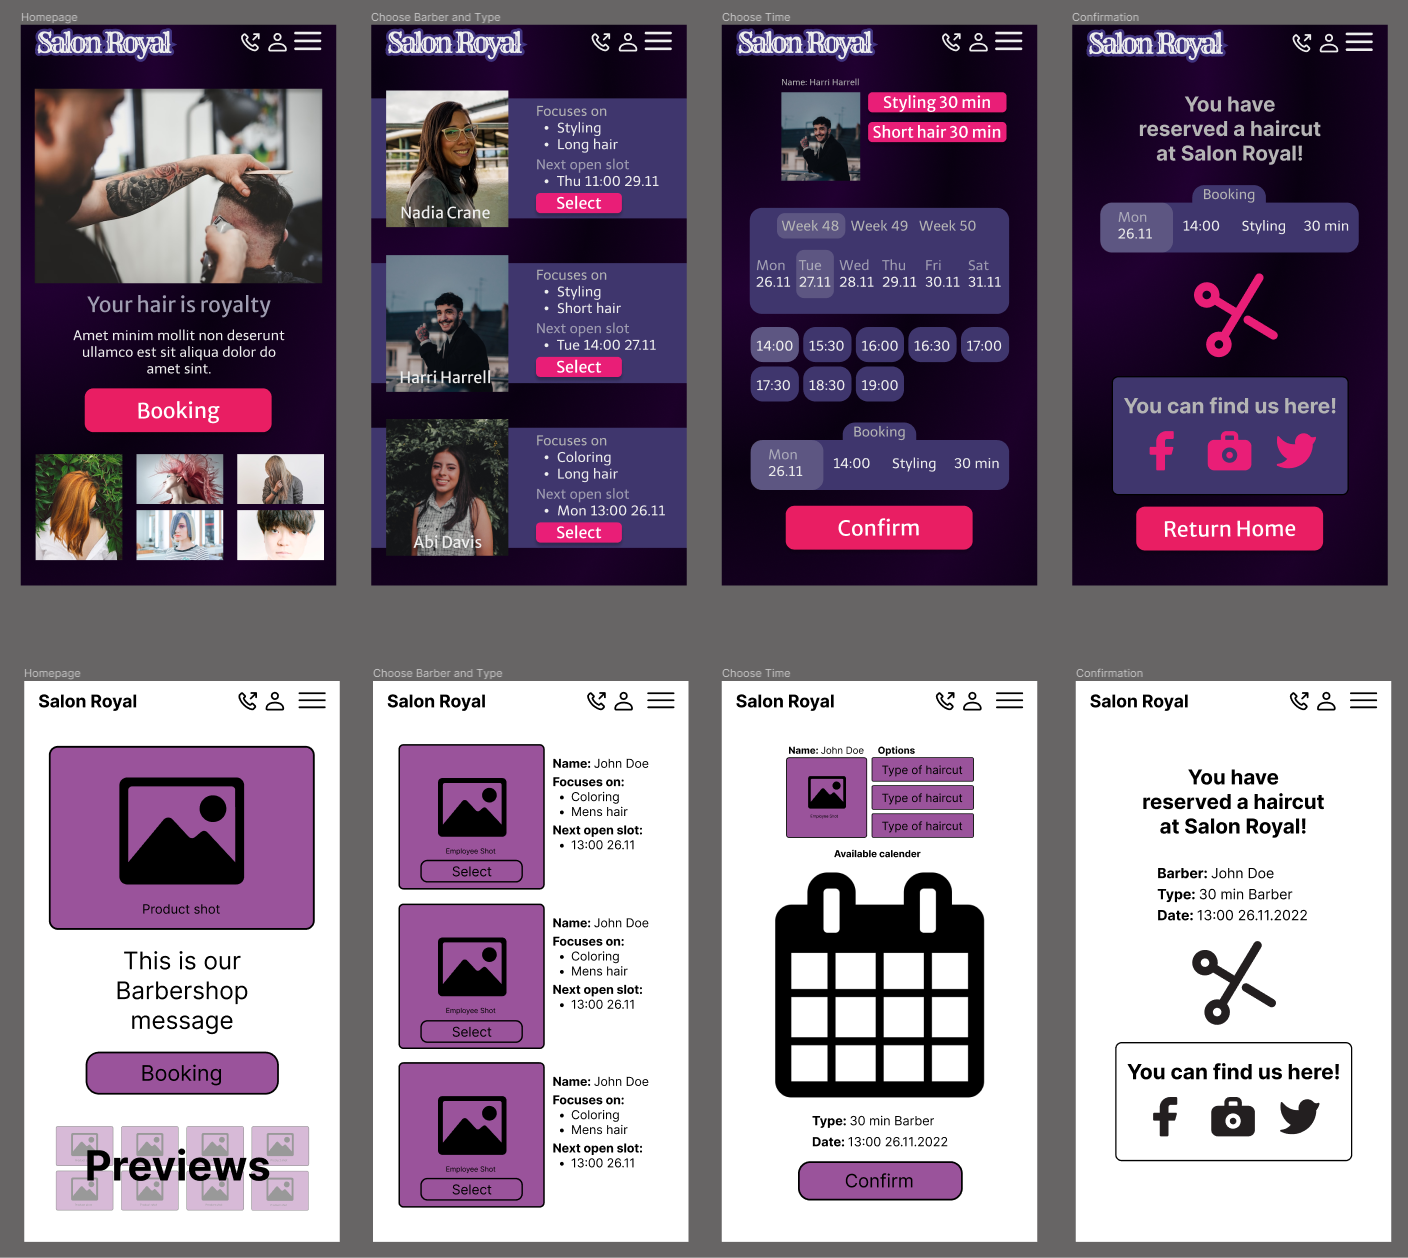 Homepage
Salon Royal
Your hair is royalty
Amet minim mollit non deserunt
ullamco est sit aliqua dolor do
amet sint.
Booking
Choose Barber and Type
Salon Royal
Nadia Crane
Focuses on
• Styling
• Long hair
Next open slot
• Thu 11:00 29.11
Select
Harri Harrell
Focuses on
• Styling
• Short hair
Next open slot
• Tue 14:00 27.11
Select
Abi Davis
Focuses on
• Coloring
• Long hair
Next open slot
• Mon 13:00 26.11
Select
Choose Time
Salon Royal
Name: Harri Harrell
Styling 30 min
Short hair 30 min
Week 48 Week 49 Week 50
Mon Tue Wed Thu Fri Sat
26.11 27.11 28.11 29.11 30.11 31.11
14:00 15:30 16:00 16:30 17:00
17:30 18:30 19:00
Booking
Mon
26.11 14:00 Styling 30 min
Confirm
Confirmation
Salon Royal
You have
reserved a haircut
at Salon Royal!
Booking
Mon
26.11 14:00 Styling 30 min
You can find us here!
Return Home
Homepage
Salon Royal
Product shot
This is our
Barbershop
message
Booking
Previews
Choose Barber and Type
Salon Royal
Employee Shot
Select
Name: John Doe
Focuses on:
• Coloring
• Mens hair
Next open slot:
• 13:00 26.11
Employee Shot
Select
Name: John Doe
Focuses on:
• Coloring
• Mens hair
Next open slot:
• 13:00 26.11
Employee Shot
Select
Name: John Doe
Focuses on:
• Coloring
• Mens hair
Next open slot:
• 13:00 26.11
Choose Time
Salon Royal
Name: John Doe Options
Employee Shot
Type of haircut
Type of haircut
Type of haircut
Available calender
Type: 30 min Barber
Date: 13:00 26.11.2022
Confirm
Confirmation
Salon Royal
You have
reserved a haircut
at Salon Royal!
Barber: John Doe
Type: 30 min Barber
Date: 13:00 26.11.2022
You can find us here!